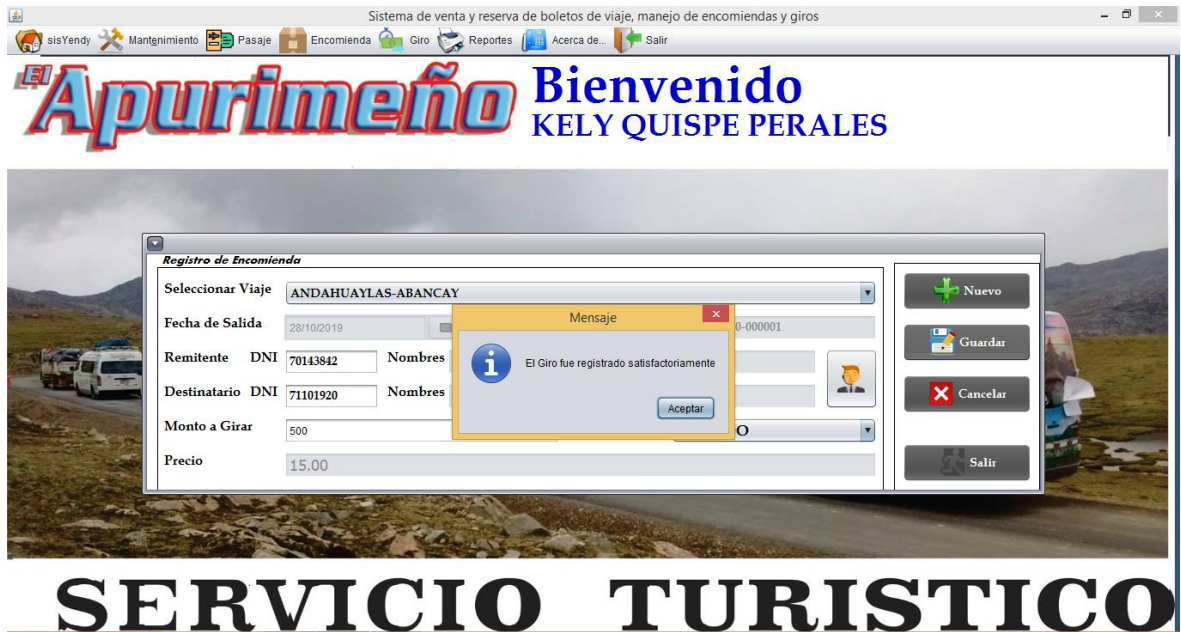 Sistema de venta y reserva de boletos de viaje, manejo de encomiendas y giros
sisYendy Mantenimiento Pasaje Encomienda Giro Reportes Acerca de... Salir
El Apurimeño
Bienvenido
KELY QUISPE PERALES
Registro de Encomienda
Seleccionar Viaje ANDAHUAYLAS-ABANCAY
Nuevo
Mensaje
Fecha de Salida 28/10/2019 0-000001
Guardar
Remitente DNI 70143842 Nombres
El Giro fue registrado satisfactoriamente
Destinatario DNI 71101920 Nombres
Cancelar
Aceptar
Monto a Girar 500 O
Precio 15.00
Salir
SERVICIO TURISTICO